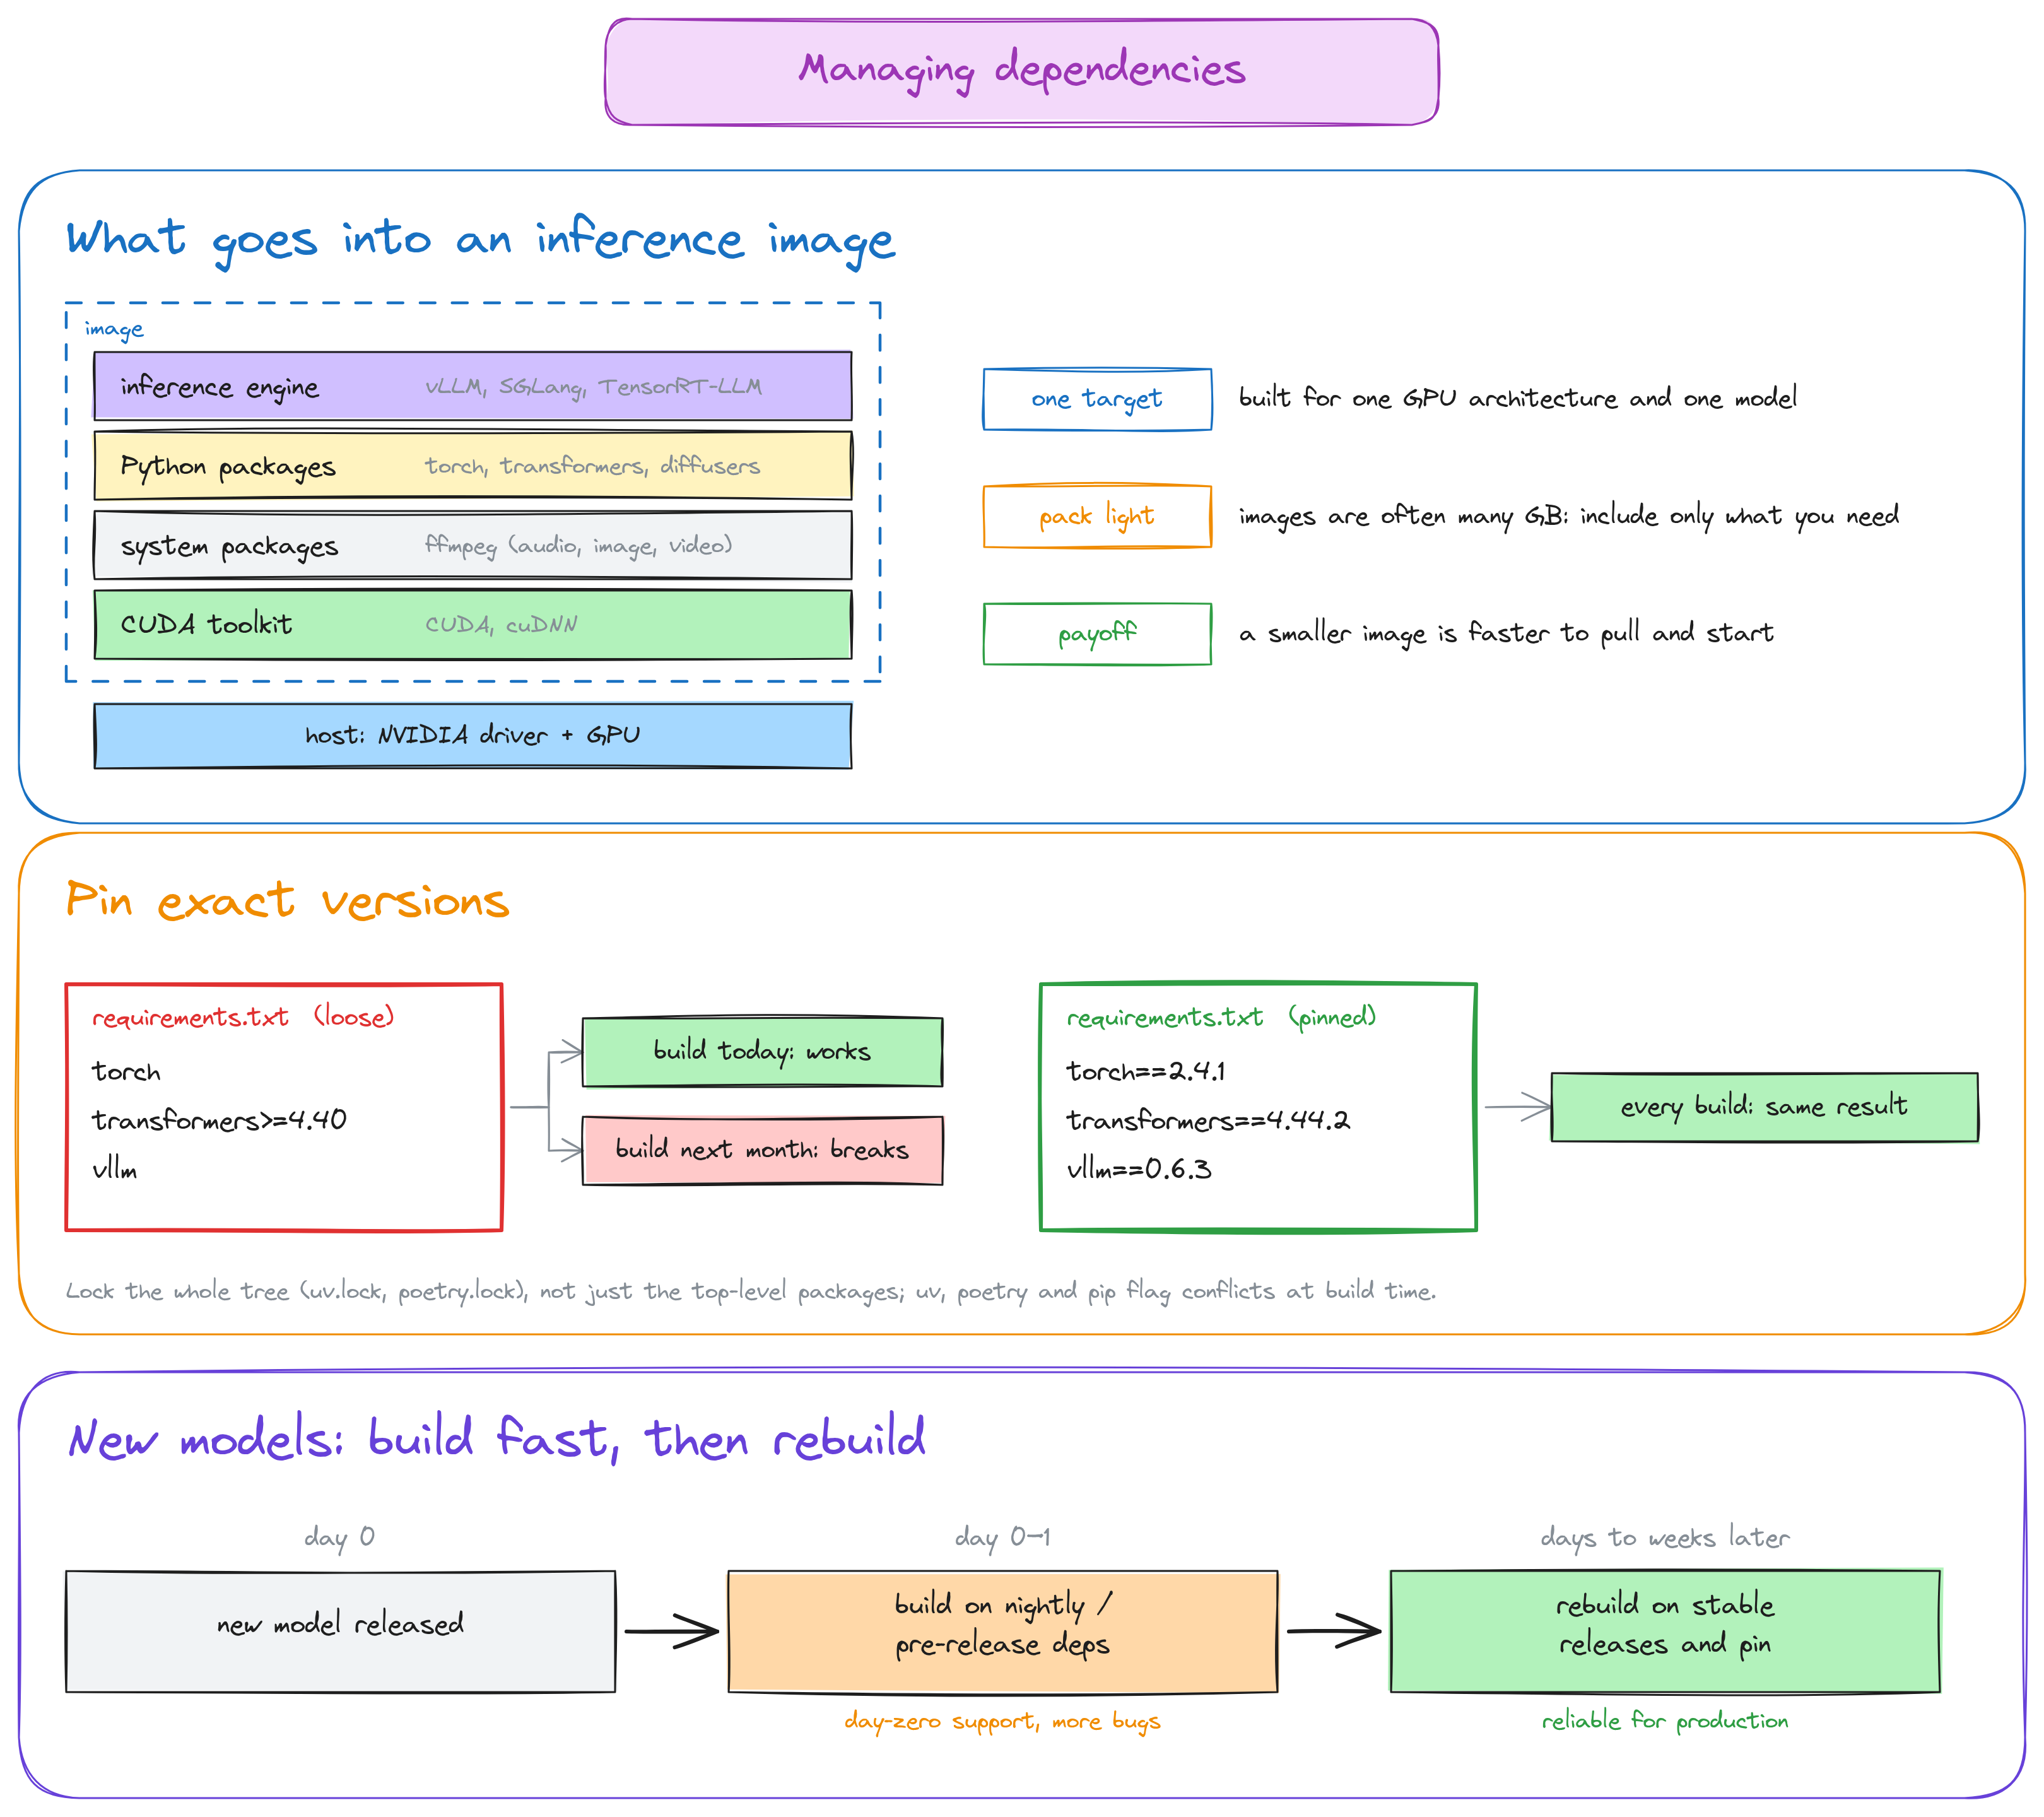 Managing dependencies
What goes into an inference image
image
inference engine vLLM, SGLang, TensorRT-LLM
Python packages torch, transformers, diffusers
system packages ffmpeg (audio, image, video)
CUDA toolkit CUDA, cuDNN
host: NVIDIA driver + GPU
one target built for one GPU architecture and one model
pack light images are often many GB: include only what you need
payoff a smaller image is faster to pull and start
Pin exact versions
requirements.txt (loose)
torch
transformers>=4.40
vllm
build today: works
build next month: breaks
requirements.txt (pinned)
torch==2.4.1
transformers==4.44.2
vllm==0.6.3
every build: same result
Lock the whole tree (uv.lock, poetry.lock), not just the top-level packages; uv, poetry and pip flag conflicts at build time.
New models: build fast, then rebuild
day 0
new model released
day 0-1
build on nightly /
pre-release deps
day-zero support, more bugs
days to weeks later
rebuild on stable
releases and pin
reliable for production